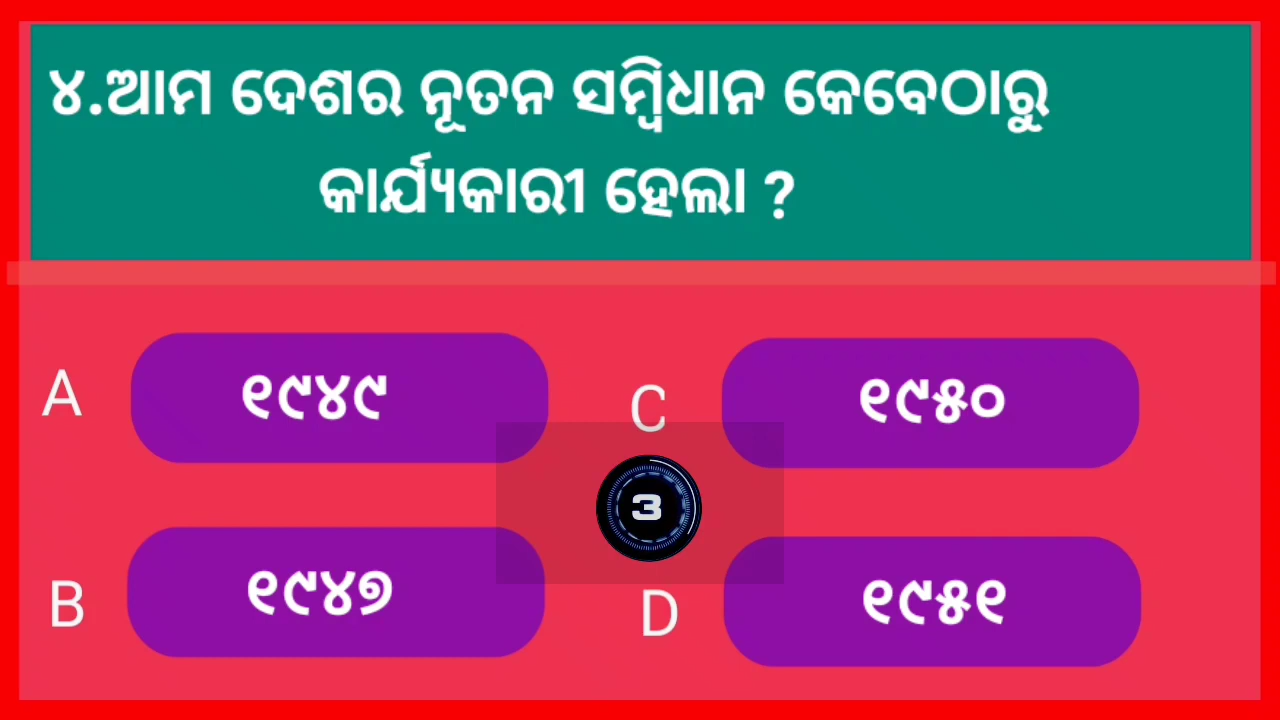 ୪.ଆମ ଦେଶର ନୂତନ ସମ୍ବିଧାନ କେବେଠାରୁ
କାର୍ଯ୍ୟକାରୀ ହେଲା ?
A ୧୯୪୯
C ୧୯୫୦
3
B ୧୯୪୭
D ୧୯୫୧